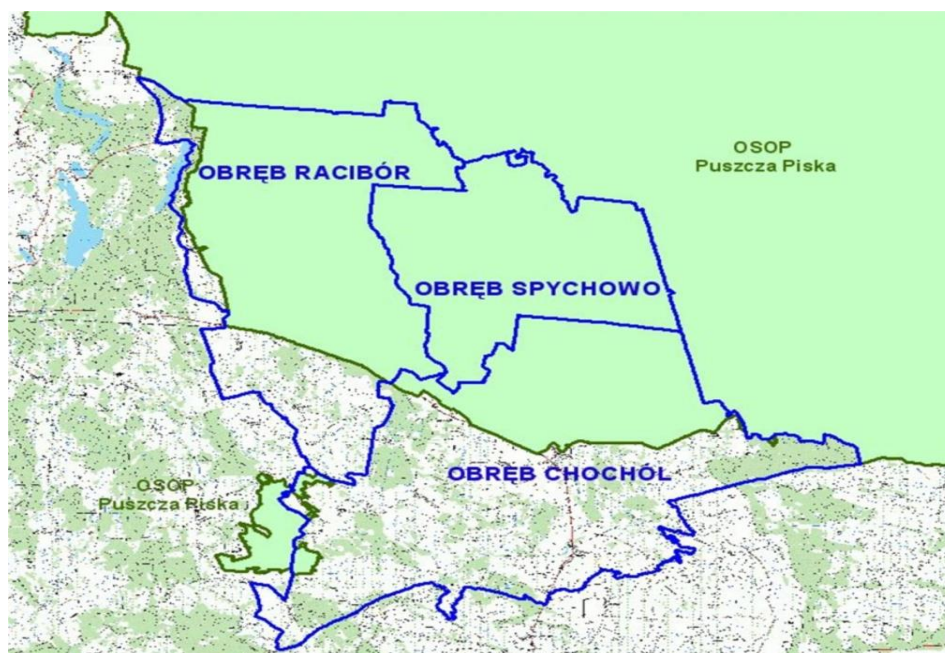 OSOP
Puszcza Piska
OBRĘB RACIBÓR
OBRĘB SPYCHOWO
OBRĘB CHOCHÓL
OSOP
Puszcza Piska